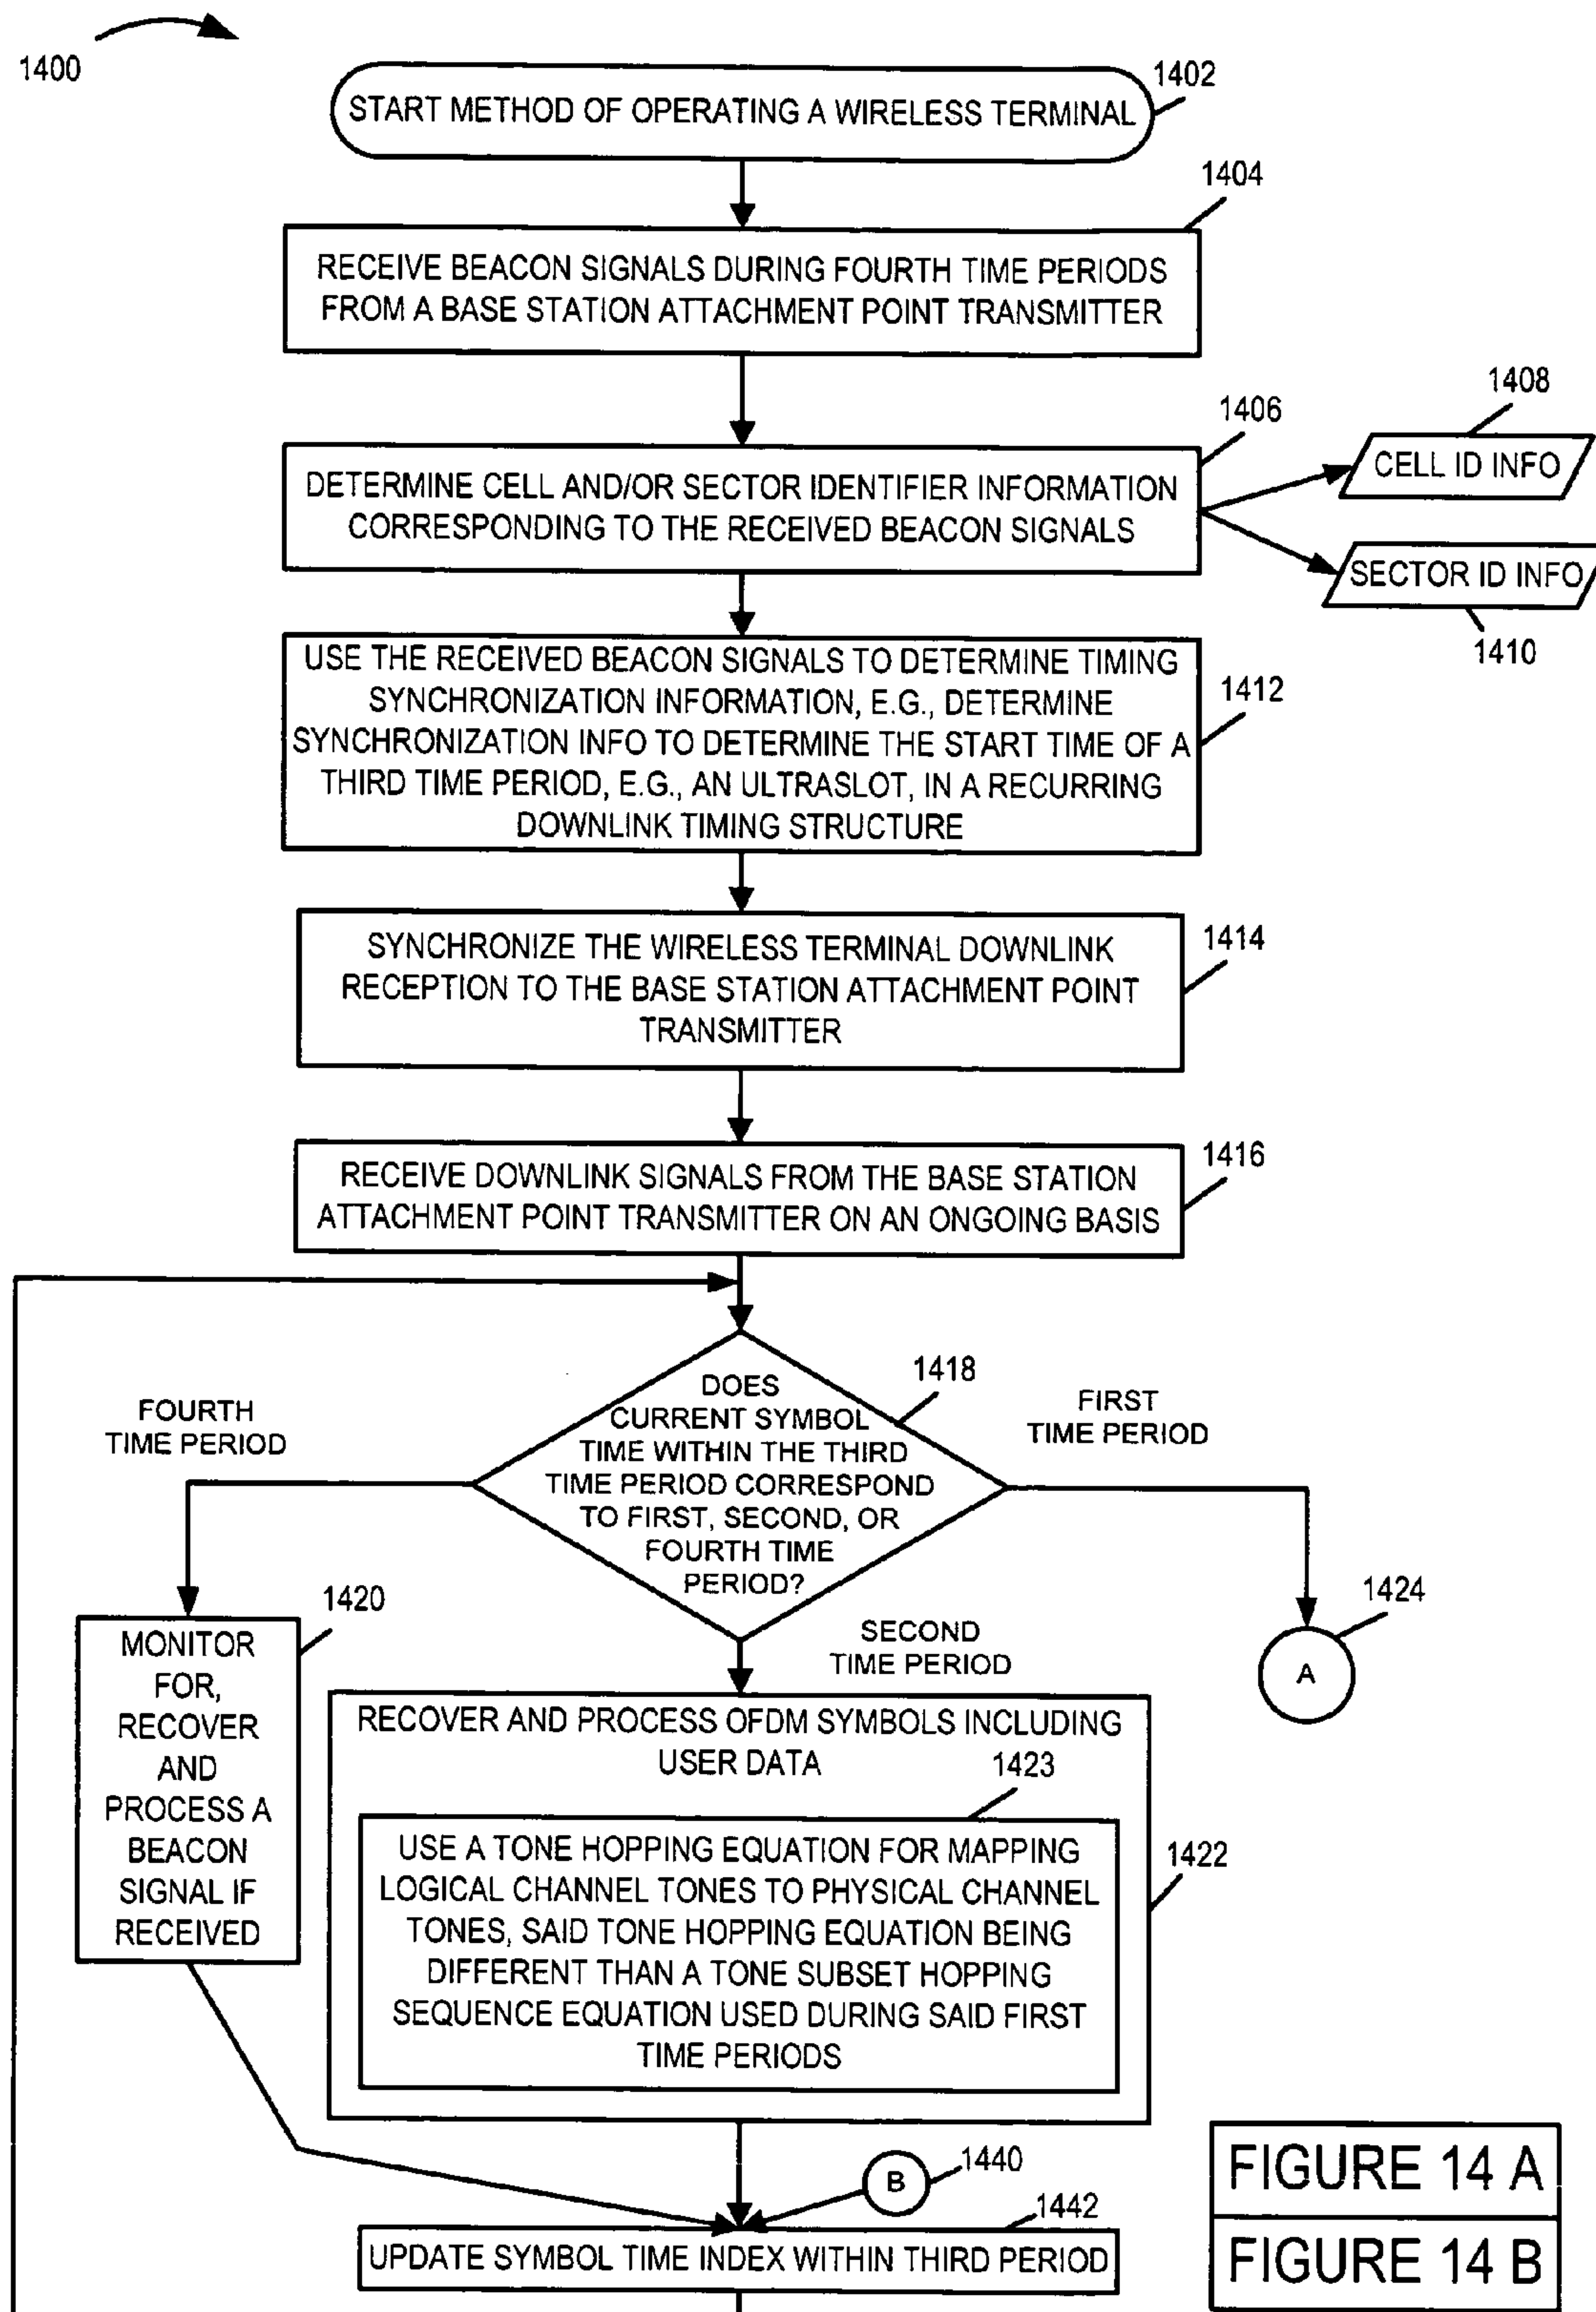 1400
1402
START METHOD OF OPERATING A WIRELESS TERMINAL
1404
RECEIVE BEACON SIGNALS DURING FOURTH TIME PERIODS
FROM A BASE STATION ATTACHMENT POINT TRANSMITTER
1406
DETERMINE CELL AND/OR SECTOR IDENTIFIER INFORMATION
CORRESPONDING TO THE RECEIVED BEACON SIGNALS
1408
CELL ID INFO
SECTOR ID INFO
1410
USE THE RECEIVED BEACON SIGNALS TO DETERMINE TIMING
SYNCHRONIZATION INFORMATION, E.G., DETERMINE
SYNCHRONIZATION INFO TO DETERMINE THE START TIME OF A
THIRD TIME PERIOD, E.G., AN ULTRASLOT, IN A RECURRING
DOWNLINK TIMING STRUCTURE
1412
SYNCHRONIZE THE WIRELESS TERMINAL DOWNLINK
RECEPTION TO THE BASE STATION ATTACHMENT POINT
TRANSMITTER
1414
RECEIVE DOWNLINK SIGNALS FROM THE BASE STATION
ATTACHMENT POINT TRANSMITTER ON AN ONGOING BASIS
1416
DOES
CURRENT SYMBOL
TIME WITHIN THE THIRD
TIME PERIOD CORRESPOND
TO FIRST, SECOND, OR
FOURTH TIME
PERIOD?
1418
FOURTH
TIME PERIOD
FIRST
TIME PERIOD
SECOND
TIME PERIOD
1420
MONITOR
FOR,
RECOVER
AND
PROCESS A
BEACON
SIGNAL IF
RECEIVED
1424
A
RECOVER AND PROCESS OFDM SYMBOLS INCLUDING
USER DATA
1423
USE A TONE HOPPING EQUATION FOR MAPPING
LOGICAL CHANNEL TONES TO PHYSICAL CHANNEL
TONES, SAID TONE HOPPING EQUATION BEING
DIFFERENT THAN A TONE SUBSET HOPPING
SEQUENCE EQUATION USED DURING SAID FIRST
TIME PERIODS
1422
B
1440
1442
UPDATE SYMBOL TIME INDEX WITHIN THIRD PERIOD
FIGURE 14 A
FIGURE 14 B